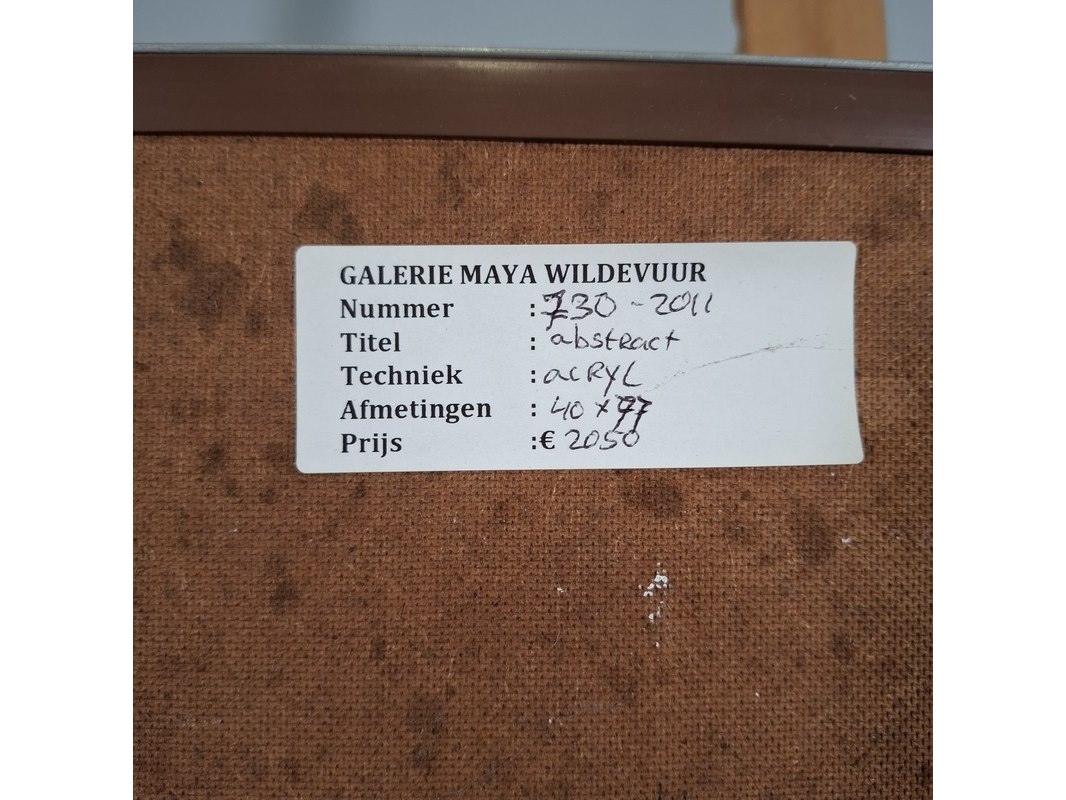 GALERIE MAYA WILDEVUUR
Nummer : 730-2011
Titel : abstract
Techniek : acRYL
Afmetingen : 40 x 77
Prijs :€ 2050